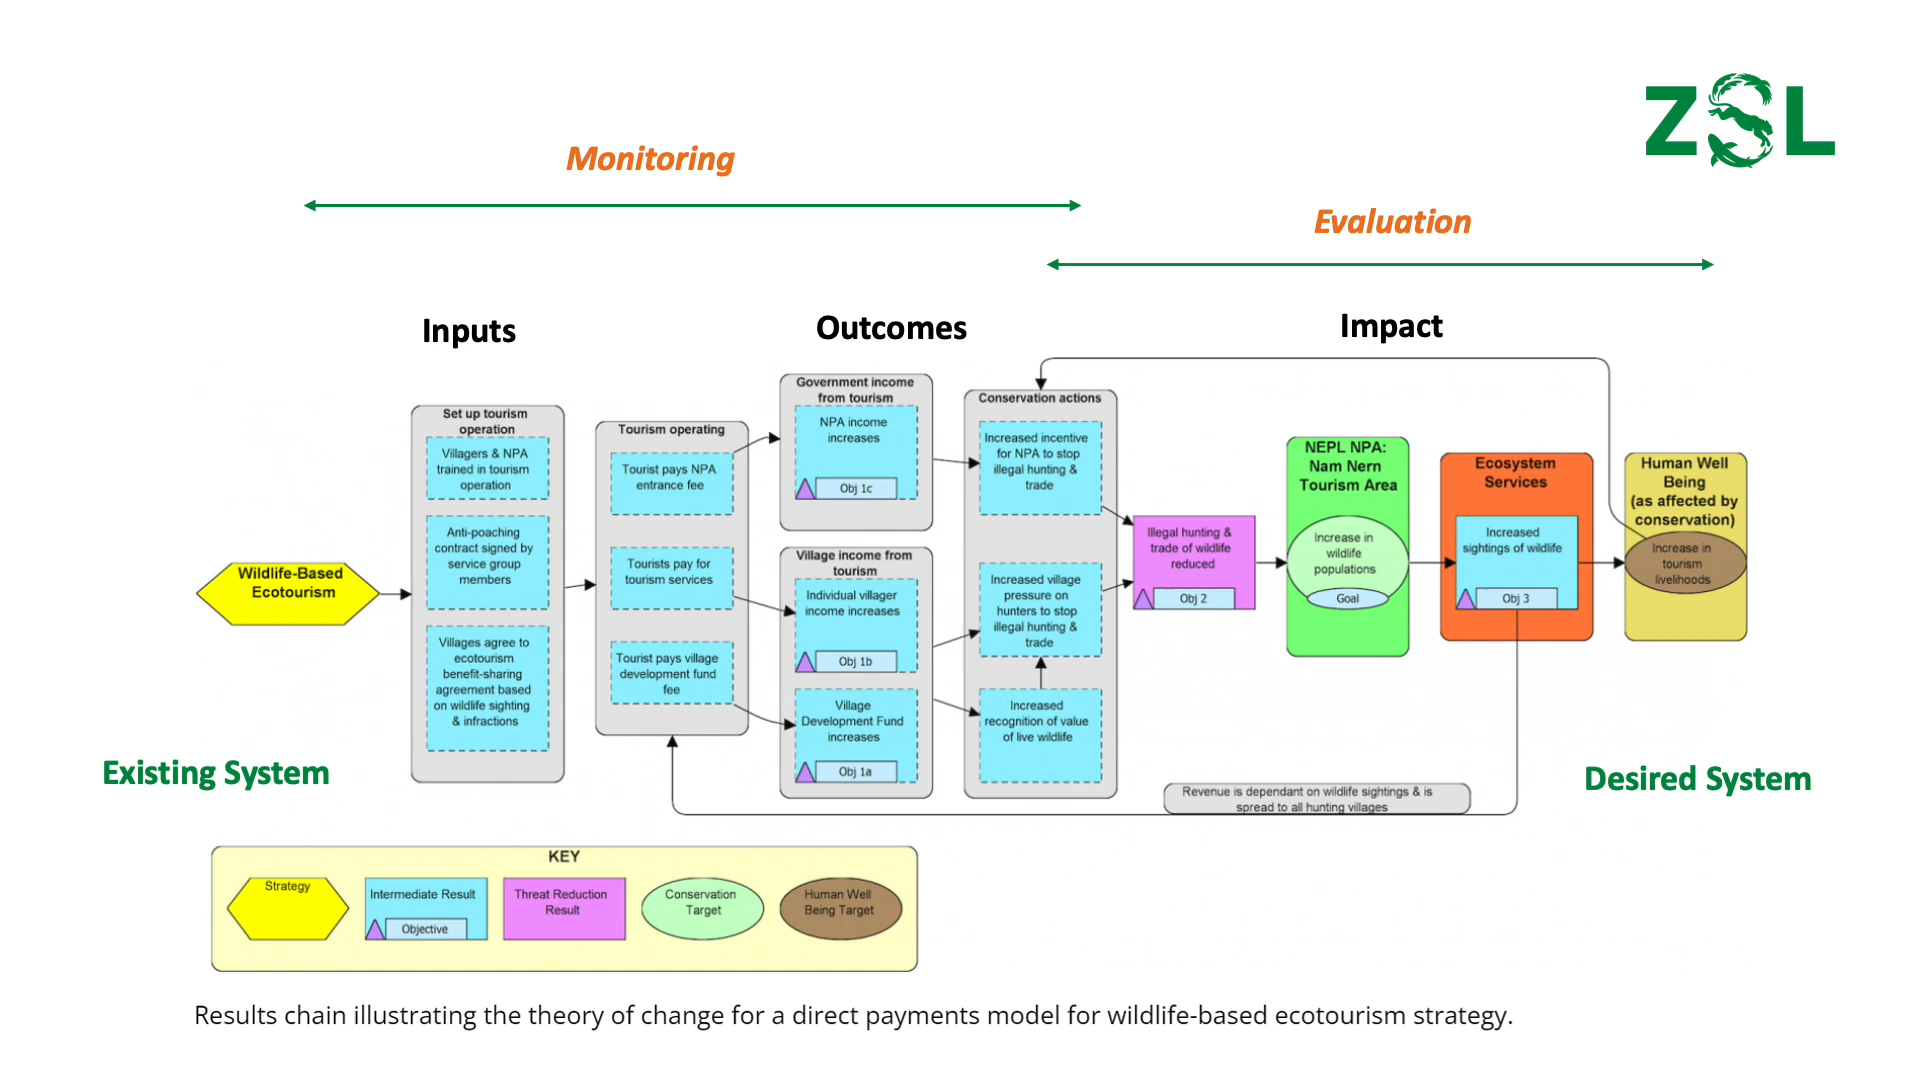 ZSL
Monitoring
Evaluation
Inputs
Outcomes
Impact
Wildlife-Based
Ecotourism
Set up tourism
operation
Villagers & NPA
trained in tourism
operation
Anti-poaching
contract signed by
service group
members
Villages agree to
ecotourism
benefit-sharing
agreement based
on wildlife sighting
& infractions
Tourism operating
Tourist pays NPA
entrance fee
Tourists pay for
tourism services
Tourist pays village
development fund
fee
Government income
from tourism
NPA income
increases
Obj 1c
Village income from
tourism
Individual villager
income increases
Obj 1b
Village
Development Fund
increases
Obj 1a
Conservation actions
Increased incentive
for NPA to stop
illegal hunting &
trade
Increased village
pressure on
hunters to stop
illegal hunting &
trade
Increased
recognition of value
of live wildlife
Illegal hunting &
trade of wildlife
reduced
Obj 2
NEPL NPA:
Nam Nern
Tourism Area
Increase in
wildlife
populations
Goal
Ecosystem
Services
Increased
sightings of wildlife
Obj 3
Human Well
Being
(as affected by
conservation)
Increase in
tourism
livelihoods
Existing System
Desired System
Revenue is dependant on wildlife sightings & is
spread to all hunting villages
KEY
Strategy
Intermediate Result
Objective
Threat Reduction
Result
Conservation
Target
Human Well
Being Target
Results chain illustrating the theory of change for a direct payments model for wildlife-based ecotourism strategy.